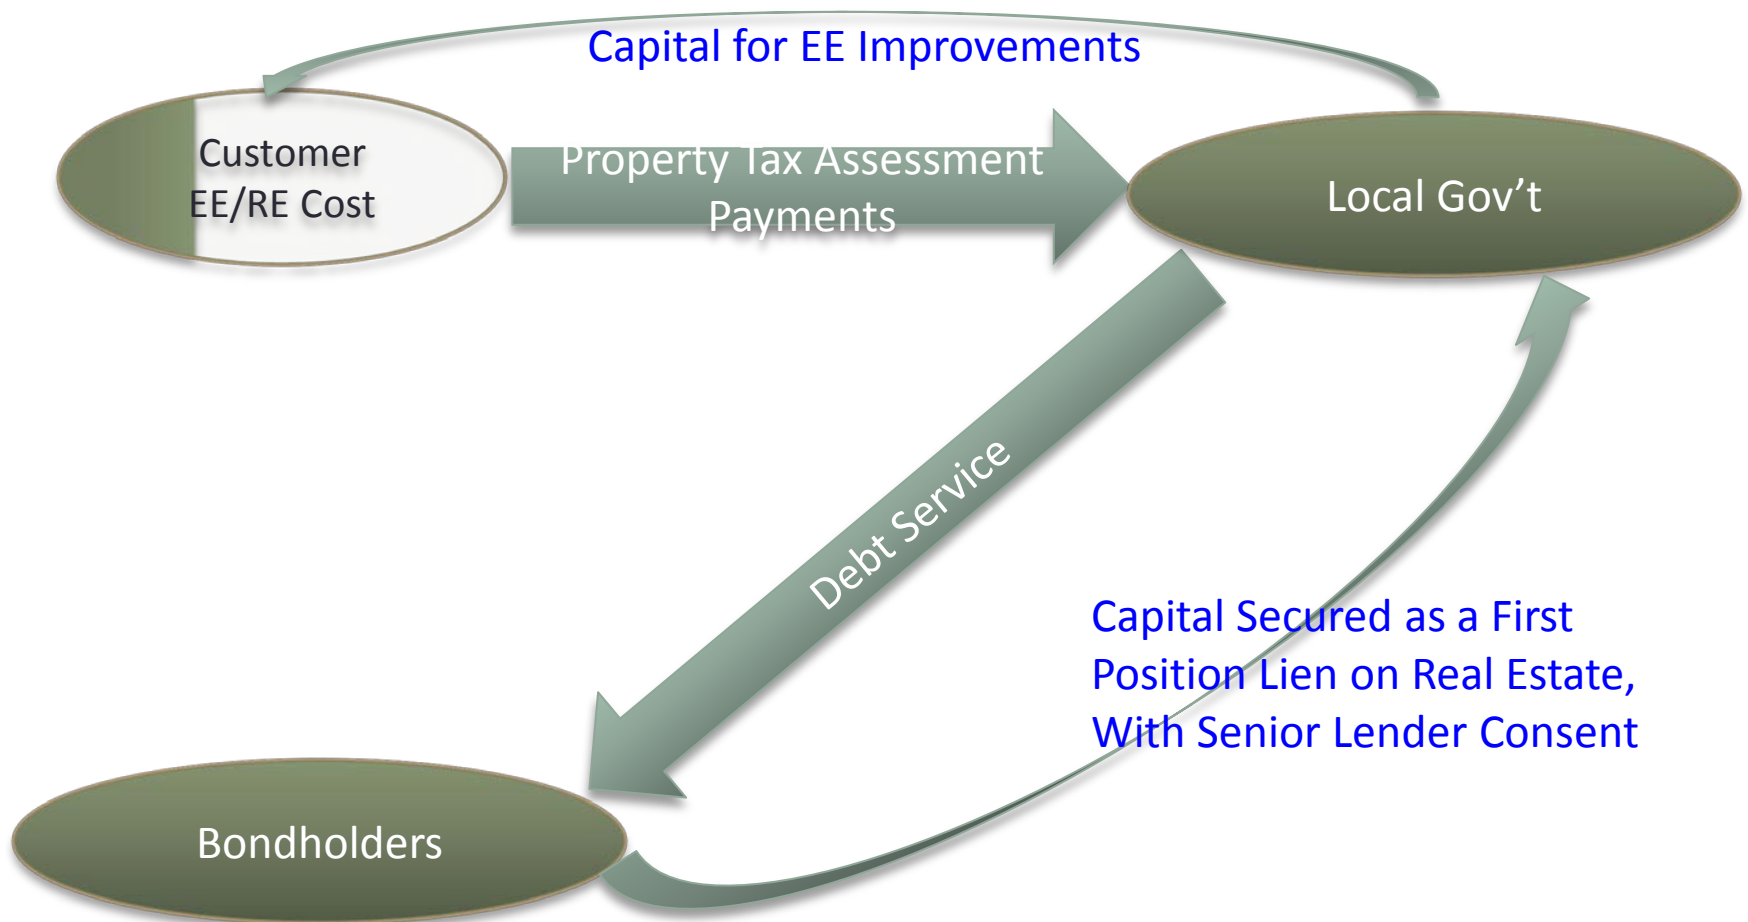 Capital for EE Improvements
Customer
EE/RE Cost
Property Tax Assessment
Payments
Local Gov’t
Debt Service
Capital Secured as a First
Position Lien on Real Estate,
With Senior Lender Consent
Bondholders